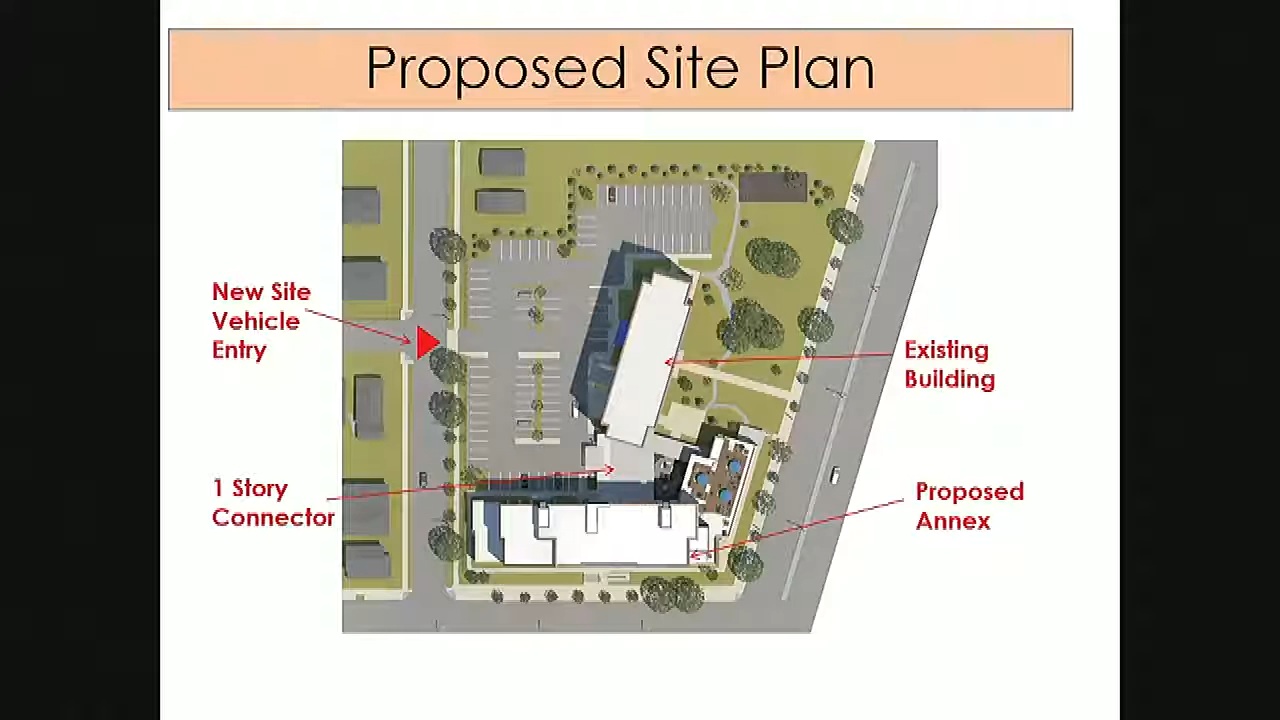 Proposed Site Plan
New Site
Vehicle
Entry
Existing
Building
1 Story
Connector
Proposed
Annex